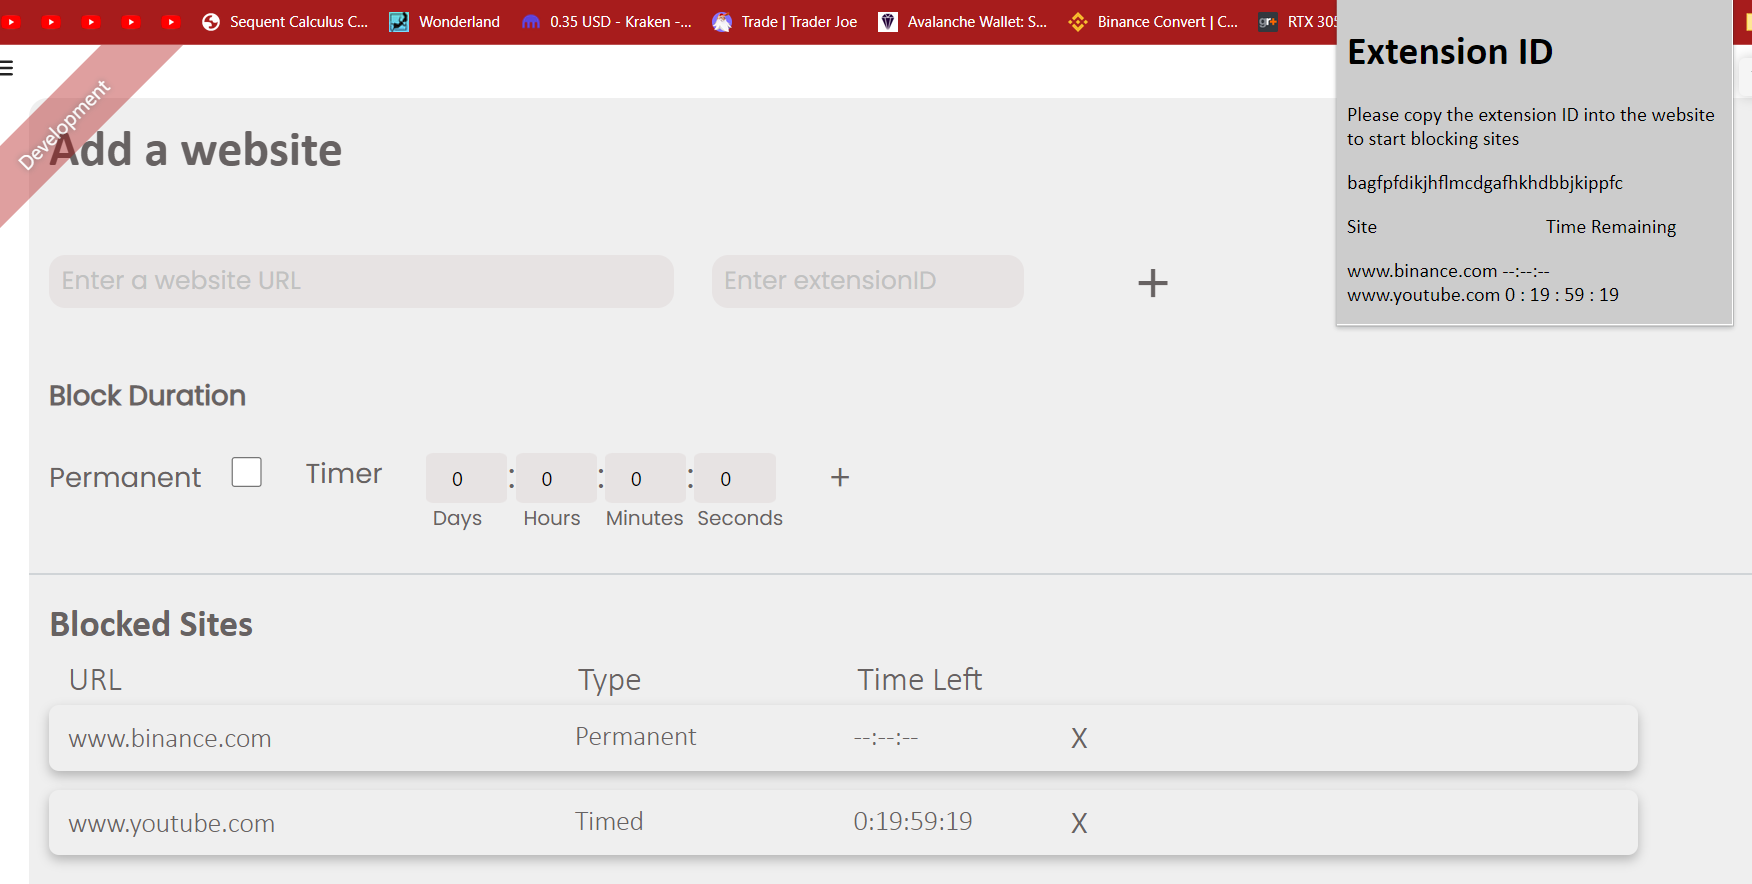 Sequent Calculus C...
Wonderland
0.35 USD - Kraken -...
Trade | Trader Joe
Avalanche Wallet: S...
Binance Convert | C...
gr+
RTX 305
Development
Add a website
Enter a website URL
Enter extensionID
+
Block Duration
Permanent
Timer
0 : 0 : 0 : 0
+
Days Hours Minutes Seconds
Blocked Sites
URL Type Time Left
www.binance.com Permanent --:--:-- X
www.youtube.com Timed 0:19:59:19 X
Extension ID
Please copy the extension ID into the website
to start blocking sites
bagfpfdikjhflmcdgafhkhdbbjkippfc
Site Time Remaining
www.binance.com --:--:--
www.youtube.com 0 : 19 : 59 : 19